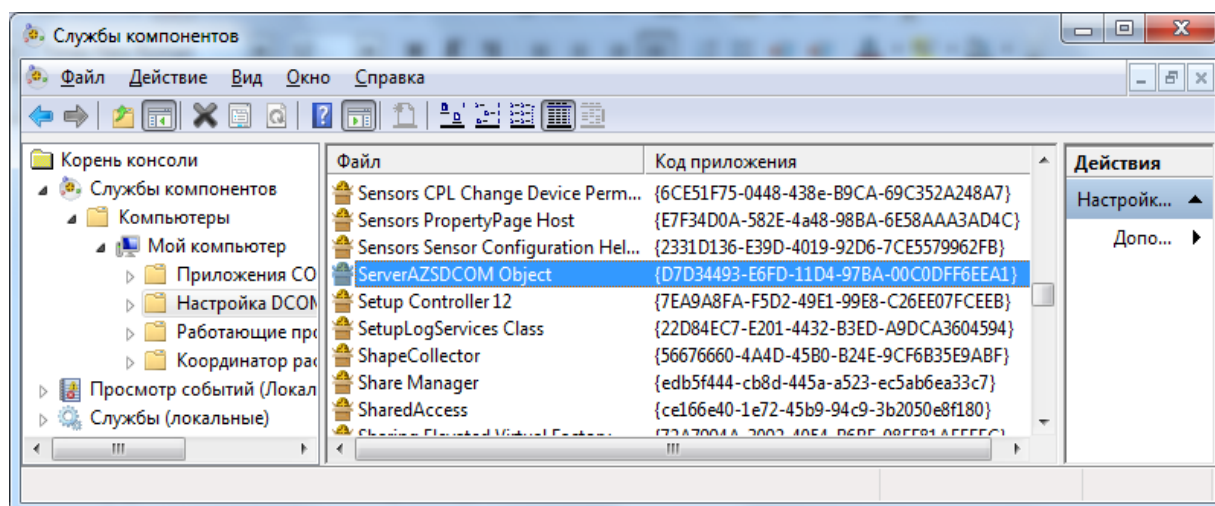 Службы компонентов
Файл Действие Вид Окно Справка
Корень консоли
Службы компонентов
Компьютеры
Мой компьютер
Приложения CO
Настройка DCON
Работающие про
Координатор рас
Просмотр событий (Локал
Службы (локальные)
Файл Код приложения
Sensors CPL Change Device Perm... {6CE51F75-0448-438e-B9CA-69C352A248A7}
Sensors PropertyPage Host {E7F34D0A-582E-4a48-98BA-6E58AAA3AD4C}
Sensors Sensor Configuration Hel... {2331D136-E39D-4019-92D6-7CE5579962FB}
ServerAZSDCOM Object {D7D34493-E6FD-11D4-97BA-00C0DFF6EEA1}
Setup Controller 12 {7EA9A8FA-F5D2-49E1-99E8-C26EE07FCEEB}
SetupLogServices Class {22D84EC7-E201-4432-B3ED-A9DCA3604594}
ShapeCollector {56676660-4A4D-45B0-B24E-9CF6B35E9ABF}
Share Manager {edb5f444-cb8d-445a-a523-ec5ab6ea33c7}
SharedAccess {ce166e40-1e72-45b9-94c9-3b2050e8f180}
Действия
Настройк...
Допо...